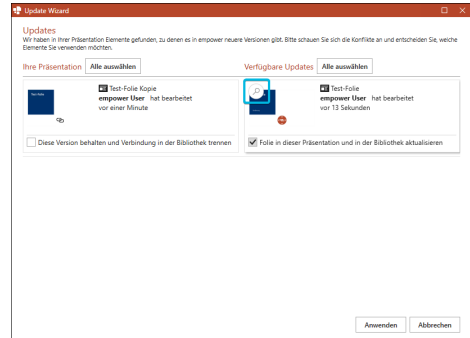 Update Wizard
Updates
Wir haben in Ihrer Präsentation Elemente gefunden, zu denen es in empower neuere Versionen gibt. Bitte schauen Sie sich die Konflikte an und entscheiden Sie, welche
Elemente Sie verwenden möchten.
Ihre Präsentation Alle auswählen Verfügbare Updates Alle auswählen
Test-Folie Kopie
empower User hat bearbeitet
vor einer Minute
Diese Version behalten und Verbindung in der Bibliothek trennen
Test-Folie
empower User hat bearbeitet
vor 13 Sekunden
Folie in dieser Präsentation und in der Bibliothek aktualisieren
Anwenden Abbrechen